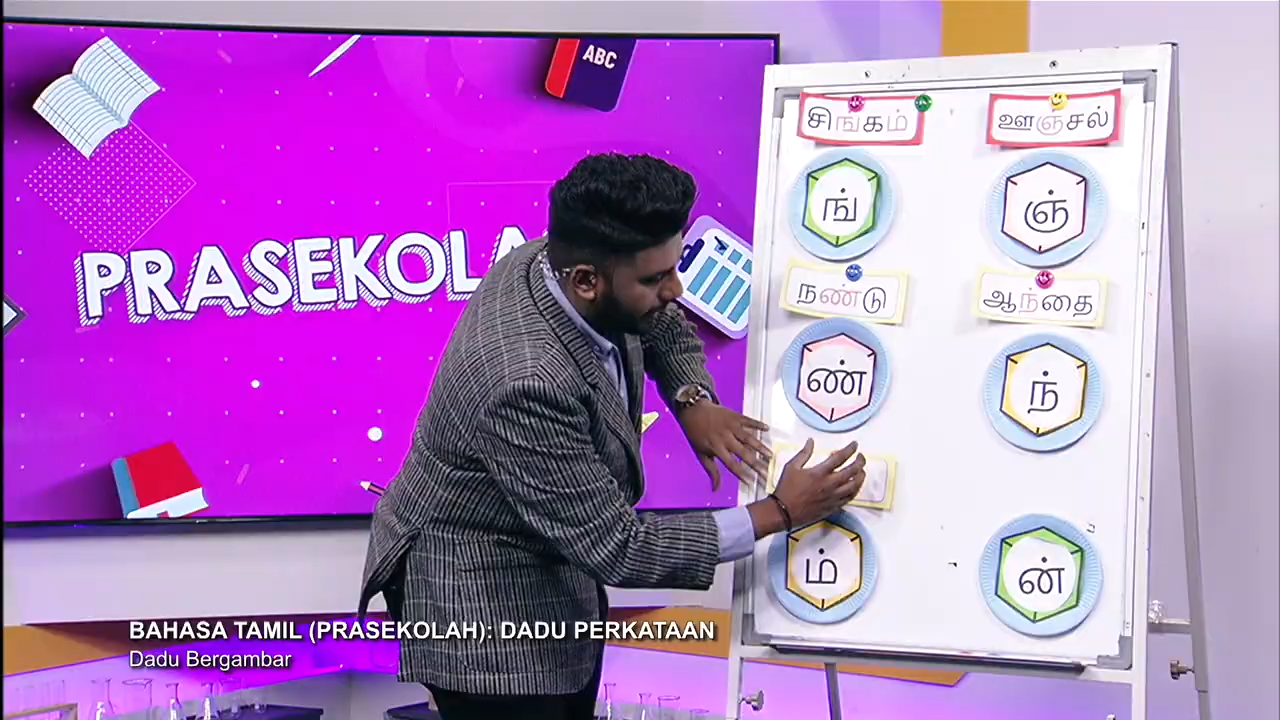 ABC
PRASEKOLA
சிங்கம்
ஊஞ்சல்
ங்
ஞ்
நண்டு
ஆந்தை
ண்
ந்
ம்
ன்
BAHASA TAMIL (PRASEKOLAH): DADU PERKATAAN
Dadu Bergambar